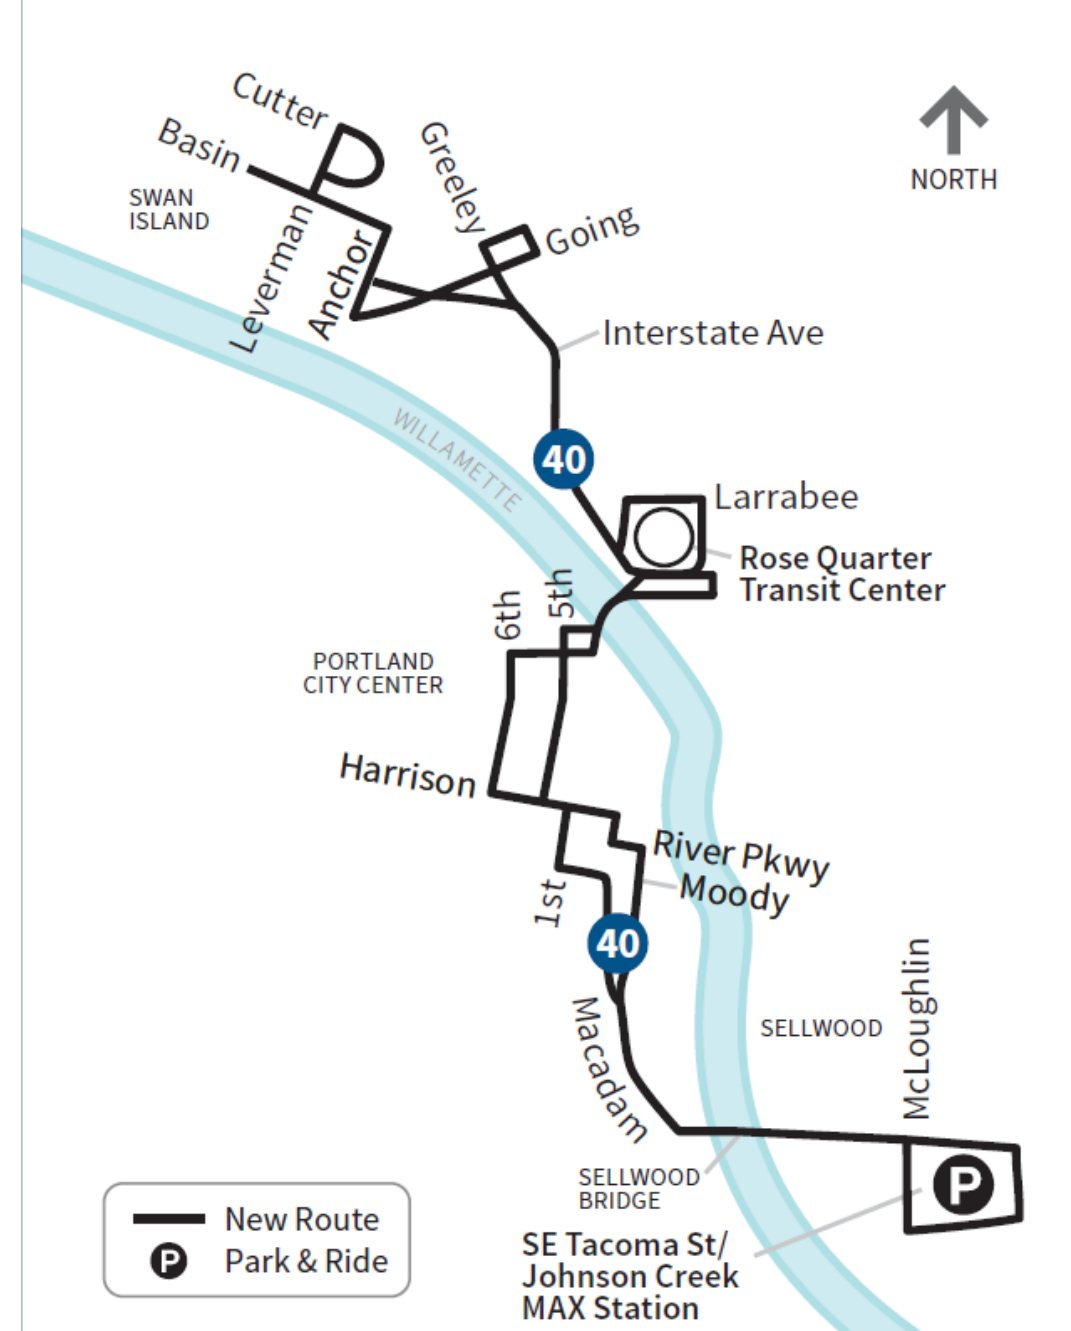 Cutter
Basin
Greeley
NORTH
SWAN
ISLAND
Going
Leverman
Anchor
Interstate Ave
WILLAMETTE
40
Larrabee
Rose Quarter
Transit Center
6th
5th
PORTLAND
CITY CENTER
Harrison
River Pkwy
Moody
1st
40
Macadam
SELLWOOD
McLoughlin
SELLWOOD
BRIDGE
P
SE Tacoma St/
Johnson Creek
MAX Station
New Route
P Park & Ride